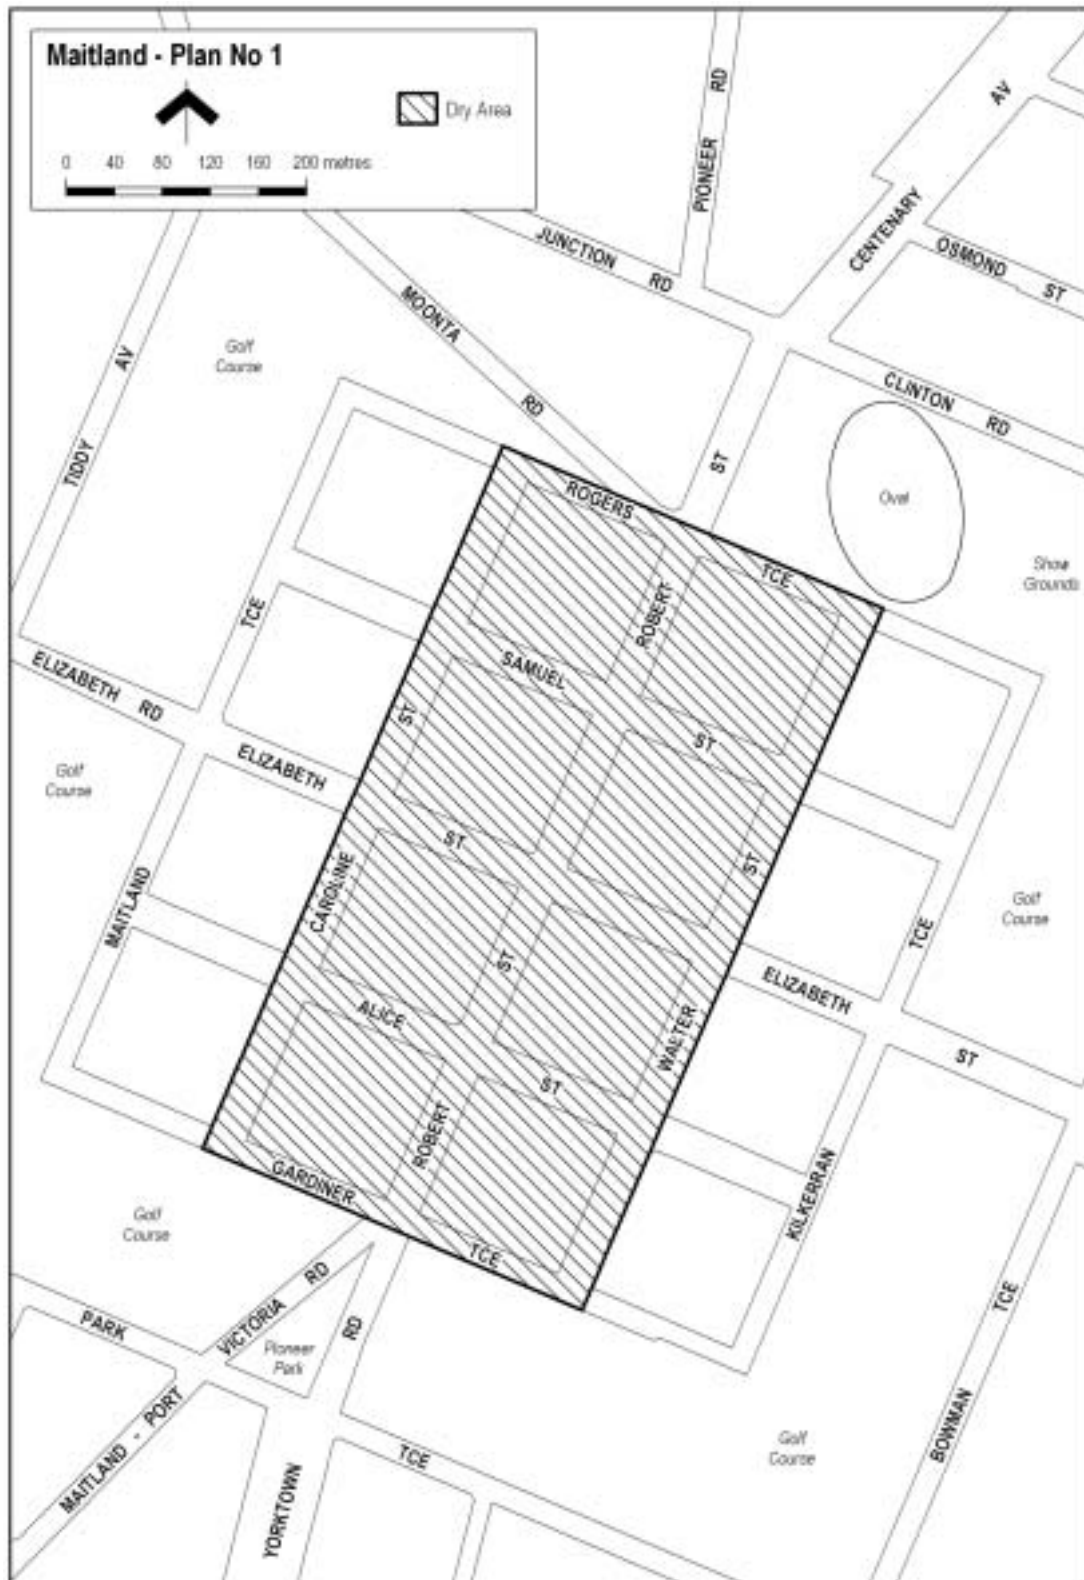 Maitland - Plan No 1
Dry Area
0 40 80 120 160 200 metres
PIONEER RD
AV
CENTENARY
JUNCTION RD
OSMOND ST
MOONTA RD
Golf
Course
TIDDY AV
CLINTON RD
ST
Oval
Show
Grounds
ROGERS TCE
ROBERT
TCE
SAMUEL ST
ELIZABETH RD
ST
ELIZABETH ST
Golf
Course
CAROLINE
ST
MAITLAND
ST
Golf
Course
TCE
ELIZABETH ST
ALICE ST
WALTER
ROBERT
KILKERRAN
GARDINER TCE
Golf
Course
VICTORIA RD
PARK
Pioneer
Park
RD
TCE
MAITLAND - PORT
YORKTOWN
TCE
Golf
Course
BOWMAN